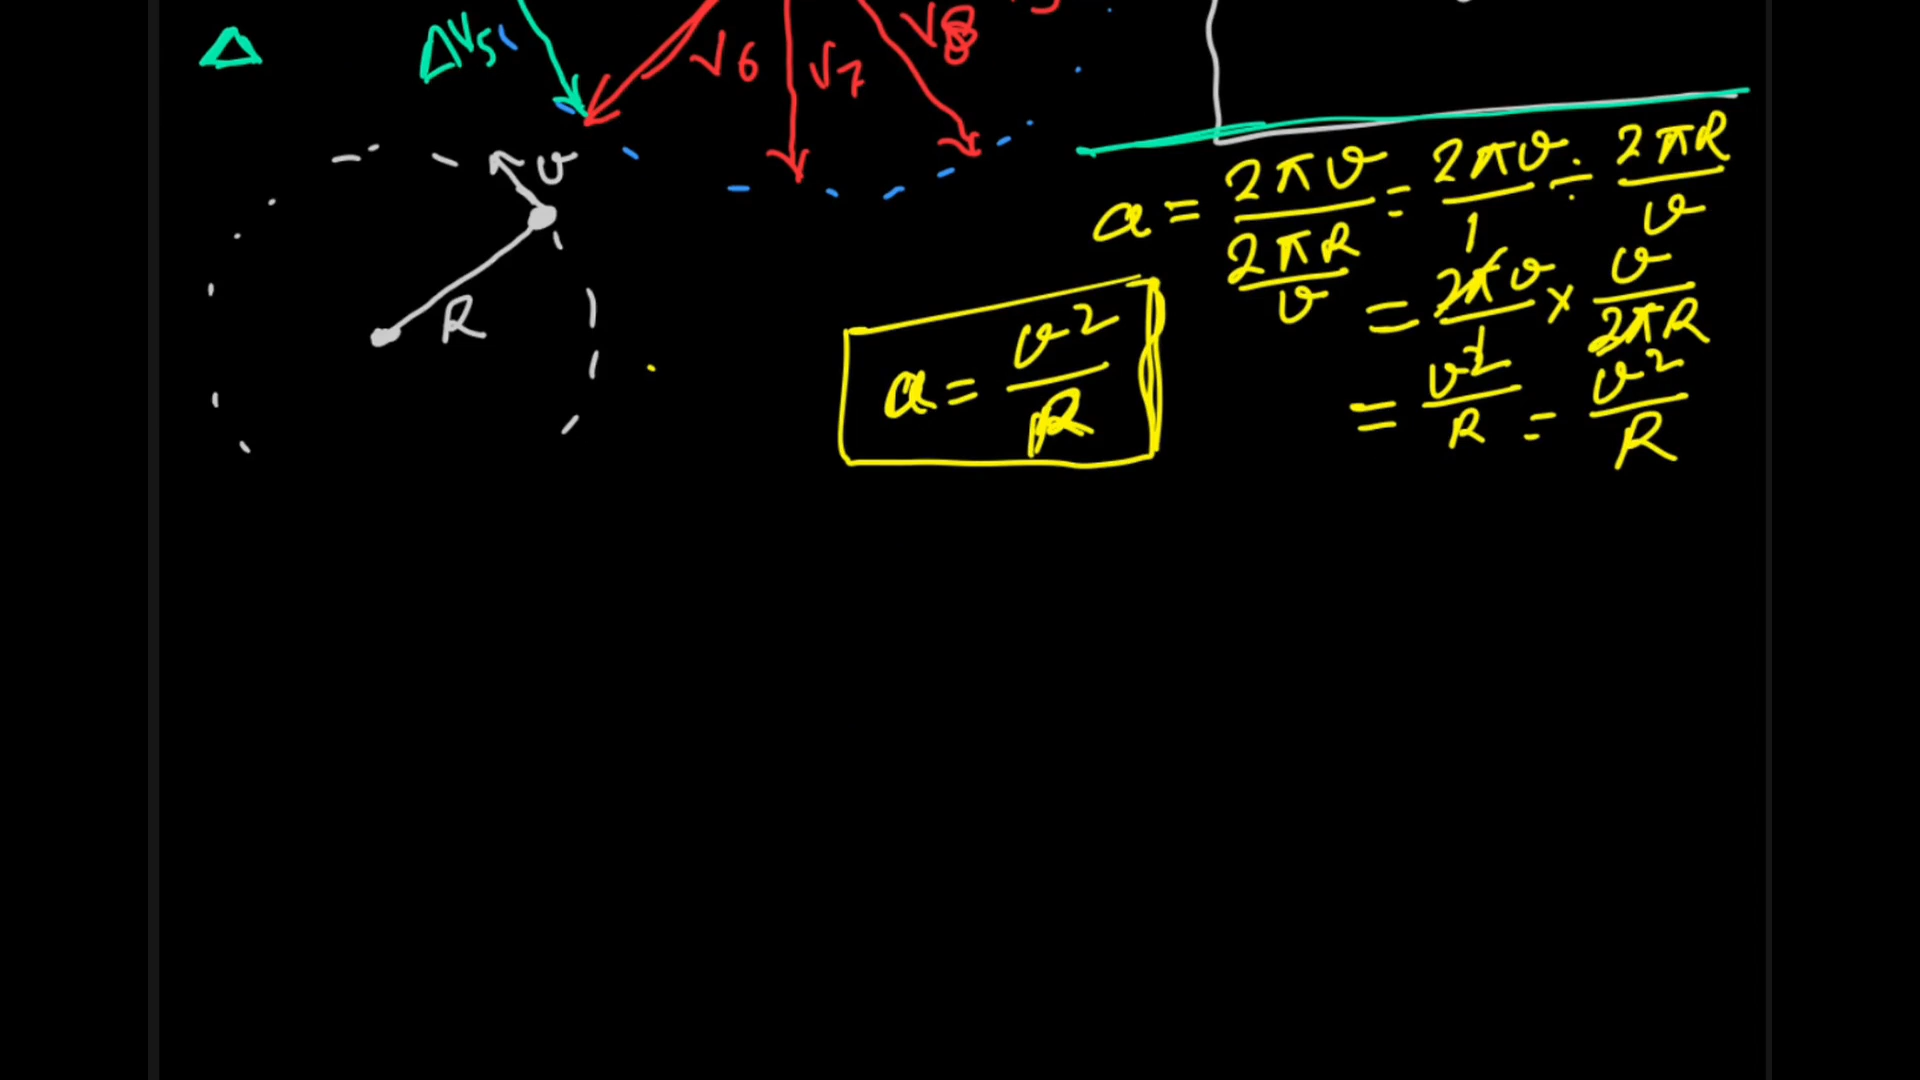 ΔV5
V6
V7
V8
Δ
v
R
a = 2πv / (2πR / v) = 2πv / 1 ÷ 2πR / v
= 2πv / 1 × v / 2πR
= v² / R = v² / R
a = v² / R